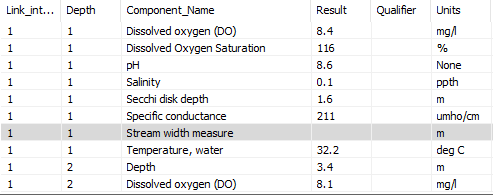 Link_int... Depth Component_Name Result Qualifier Units
1 1 Dissolved oxygen (DO) 8.4 mg/l
1 1 Dissolved Oxygen Saturation 116 %
1 1 pH 8.6 None
1 1 Salinity 0.1 ppth
1 1 Secchi disk depth 1.6 m
1 1 Specific conductance 211 umho/cm
1 1 Stream width measure m
1 1 Temperature, water 32.2 deg C
1 2 Depth 3.4 m
1 2 Dissolved oxygen (DO) 8.1 mg/l